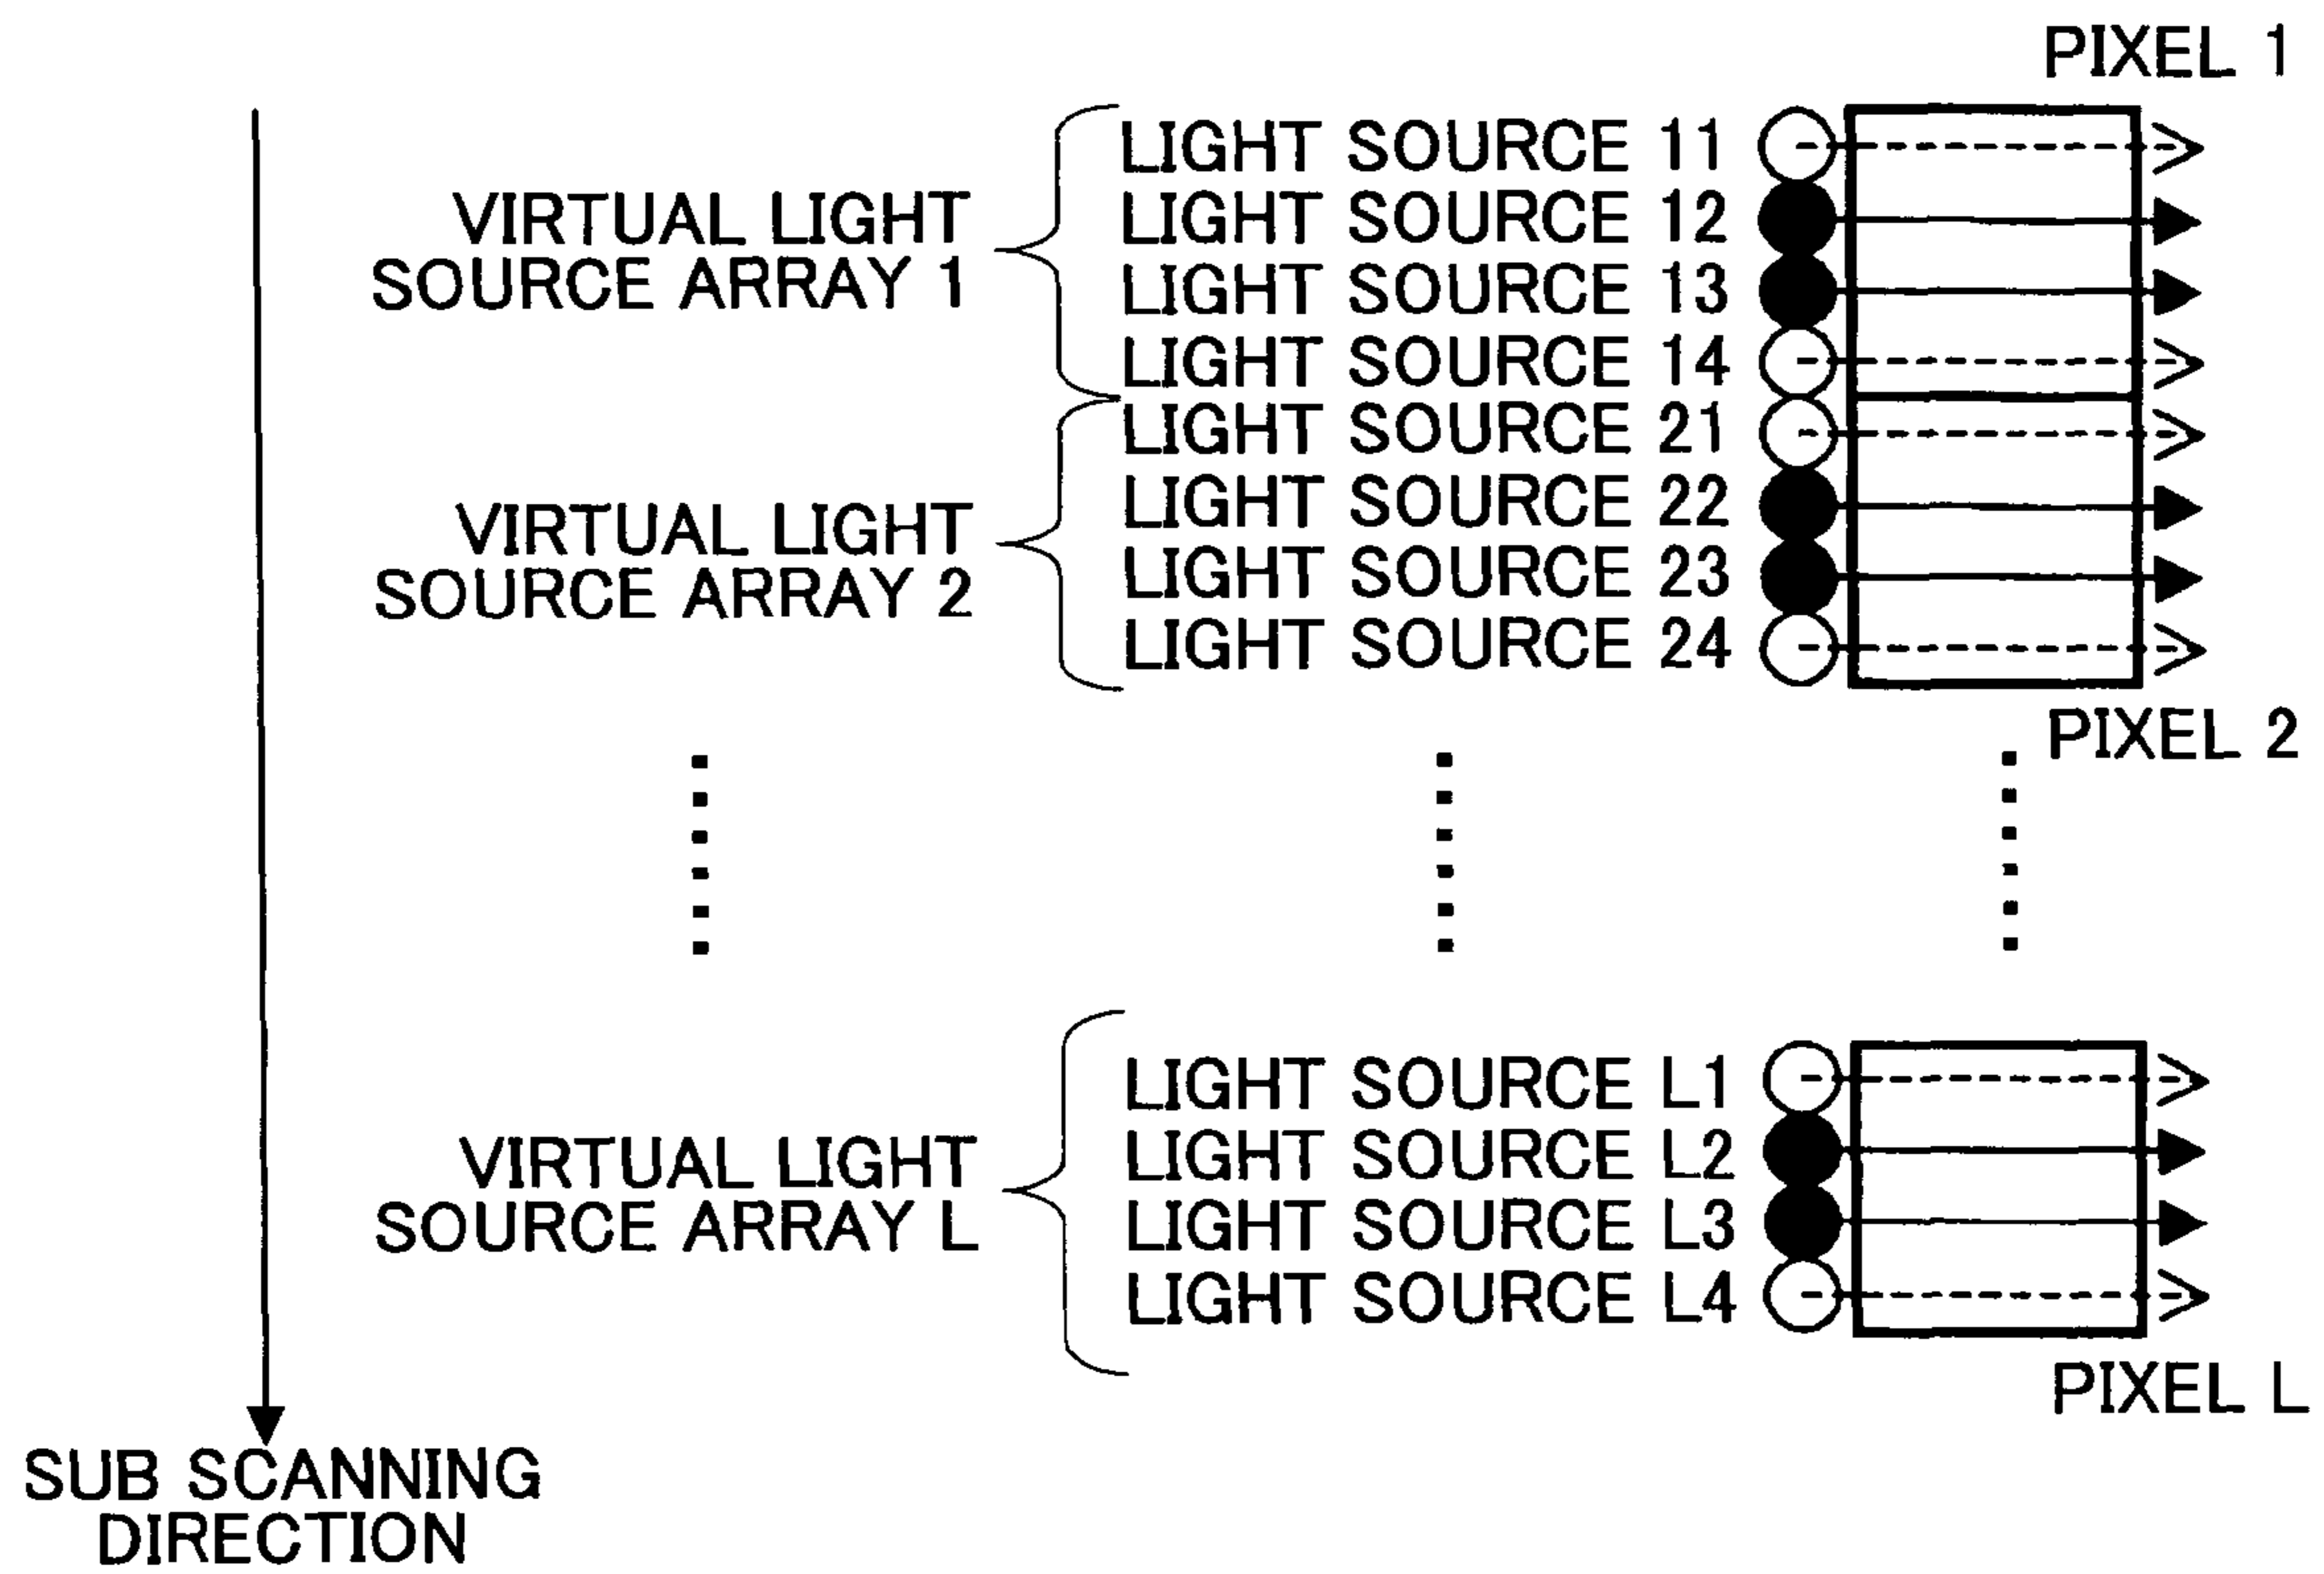 PIXEL 1
VIRTUAL LIGHT
SOURCE ARRAY 1
LIGHT SOURCE 11
LIGHT SOURCE 12
LIGHT SOURCE 13
LIGHT SOURCE 14
VIRTUAL LIGHT
SOURCE ARRAY 2
LIGHT SOURCE 21
LIGHT SOURCE 22
LIGHT SOURCE 23
LIGHT SOURCE 24
PIXEL 2
VIRTUAL LIGHT
SOURCE ARRAY L
LIGHT SOURCE L1
LIGHT SOURCE L2
LIGHT SOURCE L3
LIGHT SOURCE L4
PIXEL L
SUB SCANNING
DIRECTION